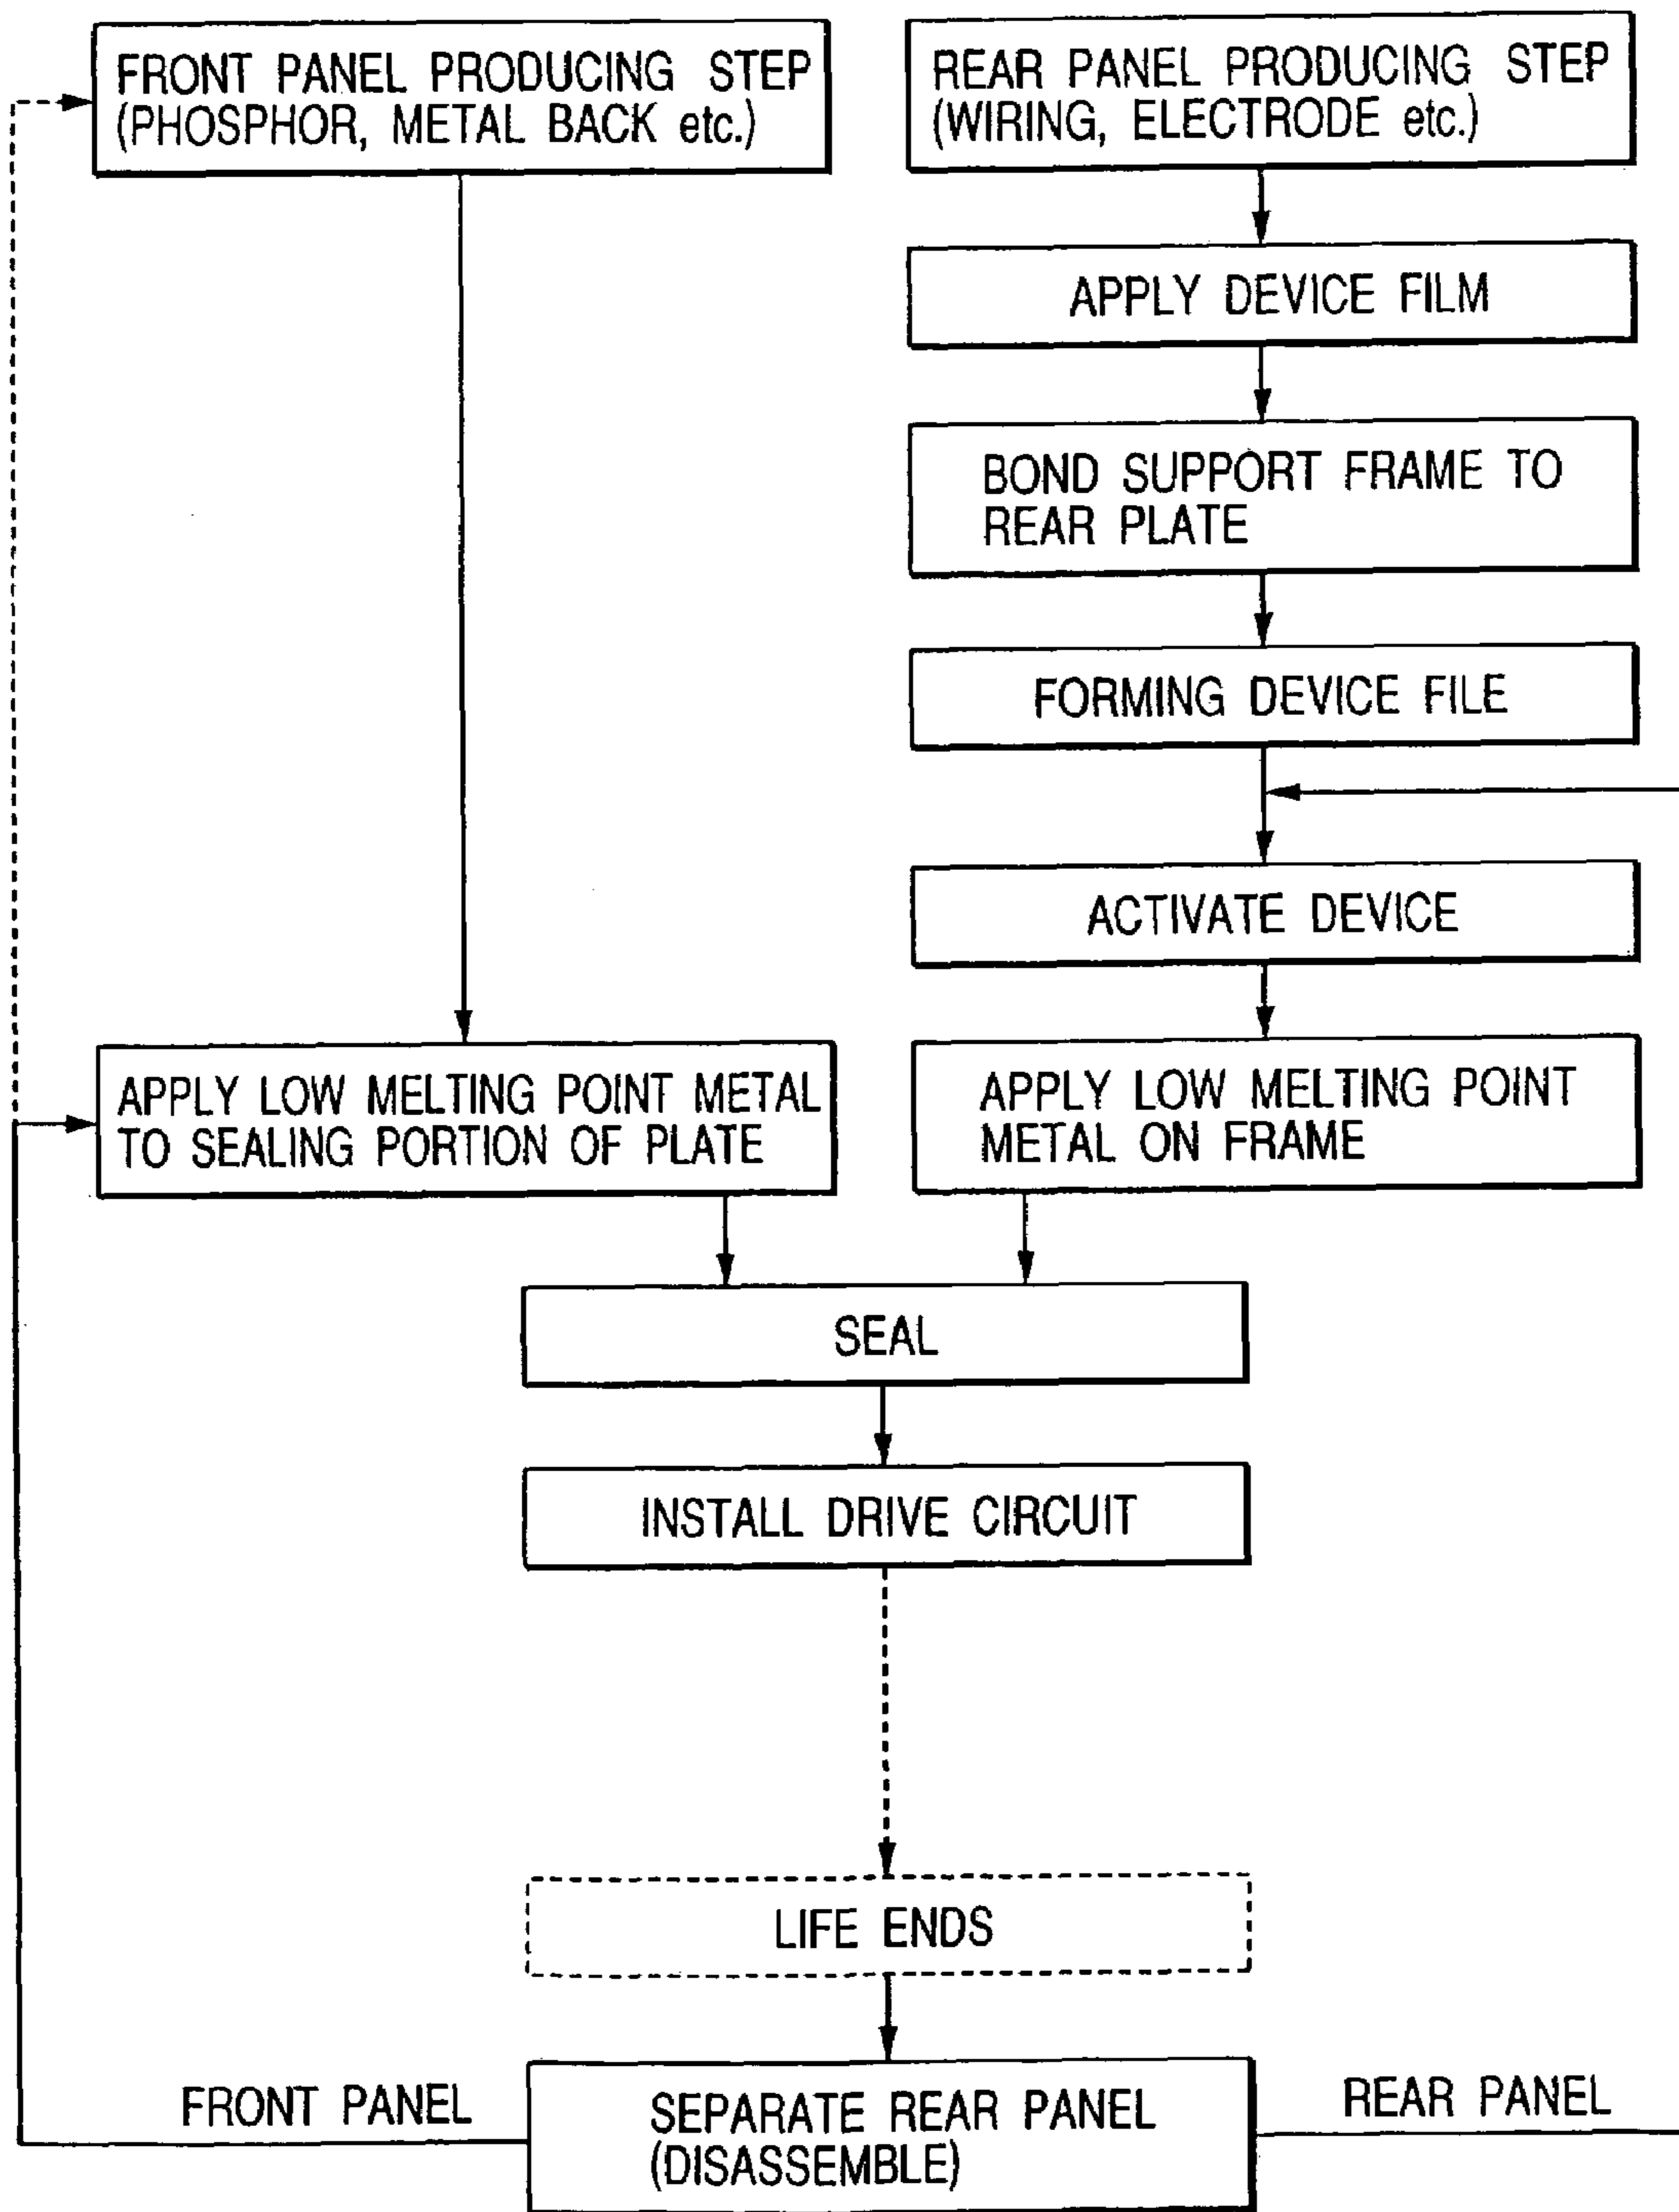 FRONT PANEL PRODUCING STEP
(PHOSPHOR, METAL BACK etc.)
REAR PANEL PRODUCING STEP
(WIRING, ELECTRODE etc.)
APPLY DEVICE FILM
BOND SUPPORT FRAME TO
REAR PLATE
FORMING DEVICE FILE
ACTIVATE DEVICE
APPLY LOW MELTING POINT METAL
TO SEALING PORTION OF PLATE
APPLY LOW MELTING POINT
METAL ON FRAME
SEAL
INSTALL DRIVE CIRCUIT
LIFE ENDS
FRONT PANEL
SEPARATE REAR PANEL
(DISASSEMBLE)
REAR PANEL